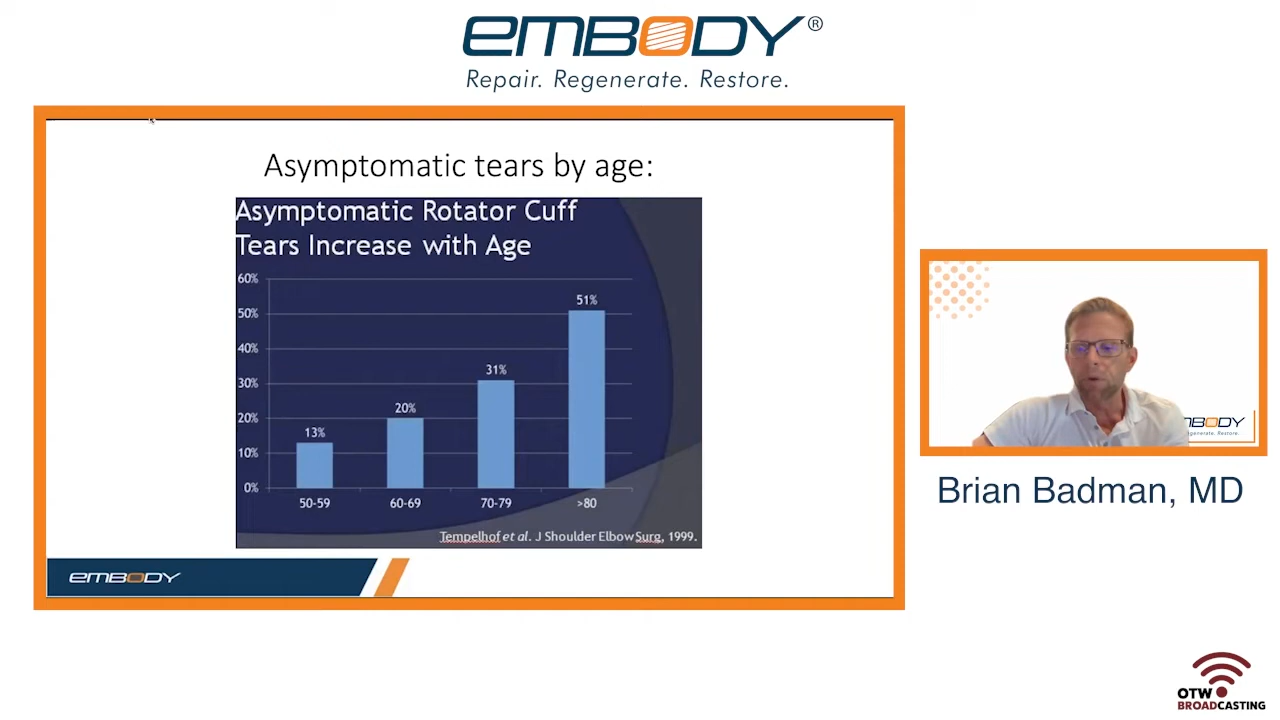 EMBODY®
Repair. Regenerate. Restore.
Asymptomatic tears by age:
Asymptomatic Rotator Cuff
Tears Increase with Age
60%
50%
40%
30%
20%
10%
0%
13%
20%
31%
51%
50-59
60-69
70-79
>80
Tempelhof et al. J Shoulder Elbow Surg, 1999.
EMBODY
Brian Badman, MD
OTW
BROADCASTING